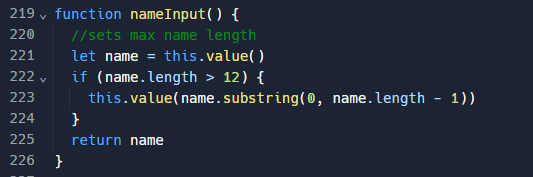 219 function nameInput() {
220 //sets max name length
221 let name = this.value()
222 if (name.length > 12) {
223 this.value(name.substring(0, name.length - 1))
224 }
225 return name
226 }